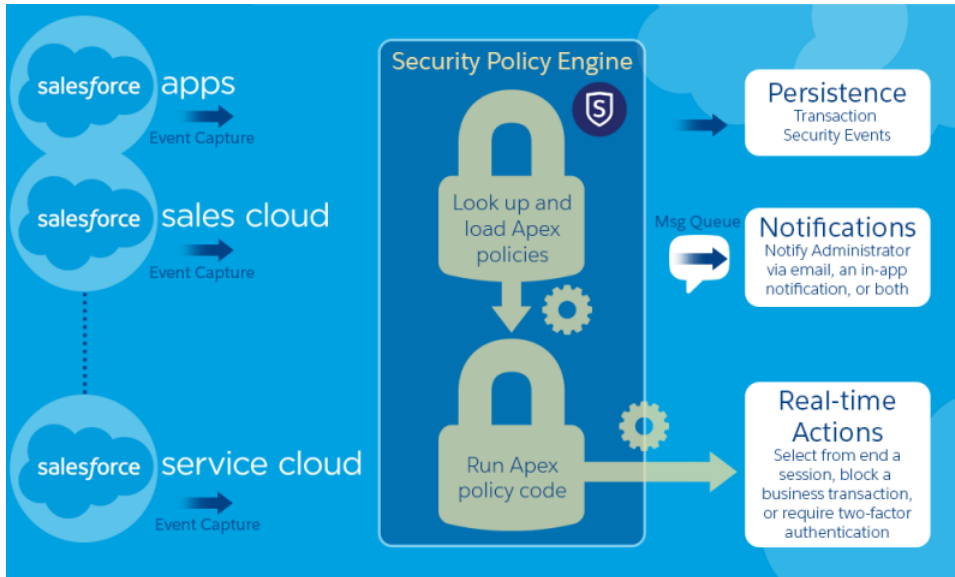 salesforce apps
Event Capture
salesforce sales cloud
Event Capture
salesforce service cloud
Event Capture
Security Policy Engine
S
Look up and
load Apex
policies
Run Apex
policy code
Persistence
Transaction
Security Events
Msg Queue
Notifications
Notify Administrator
via email, an in-app
notification, or both
Real-time
Actions
Select from end a
session, block a
business transaction,
or require two-factor
authentication